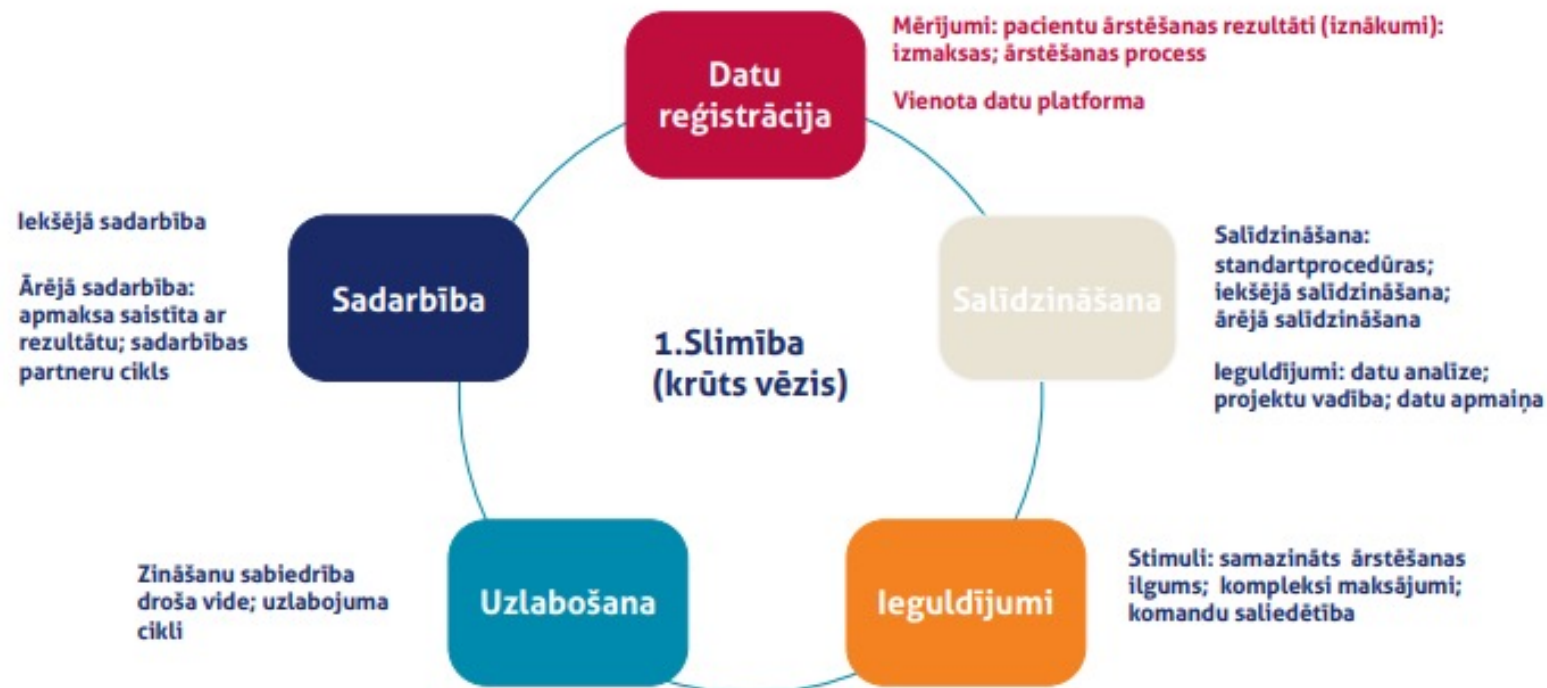 Datu
reģistrācija
Mērījumi: pacientu ārstēšanas rezultāti (iznākumi):
izmaksas; ārstēšanas process
Vienota datu platforma
Iekšējā sadarbība
Ārējā sadarbība:
apmaksa saistīta ar
rezultātu; sadarbības
partneru cikls
Sadarbība
1.Slimība
(krūts vēzis)
Salīdzināšana
Salīdzināšana:
standartprocedūras;
iekšējā salīdzināšana;
ārējā salīdzināšana
Ieguldījumi: datu analīze;
projektu vadība; datu apmaiņa
Zināšanu sabiedrība
droša vide; uzlabojuma
cikli
Uzlabošana
Ieguldījumi
Stimuli: samazināts ārstēšanas
ilgums; kompleksi maksājumi;
komandu saliedētība